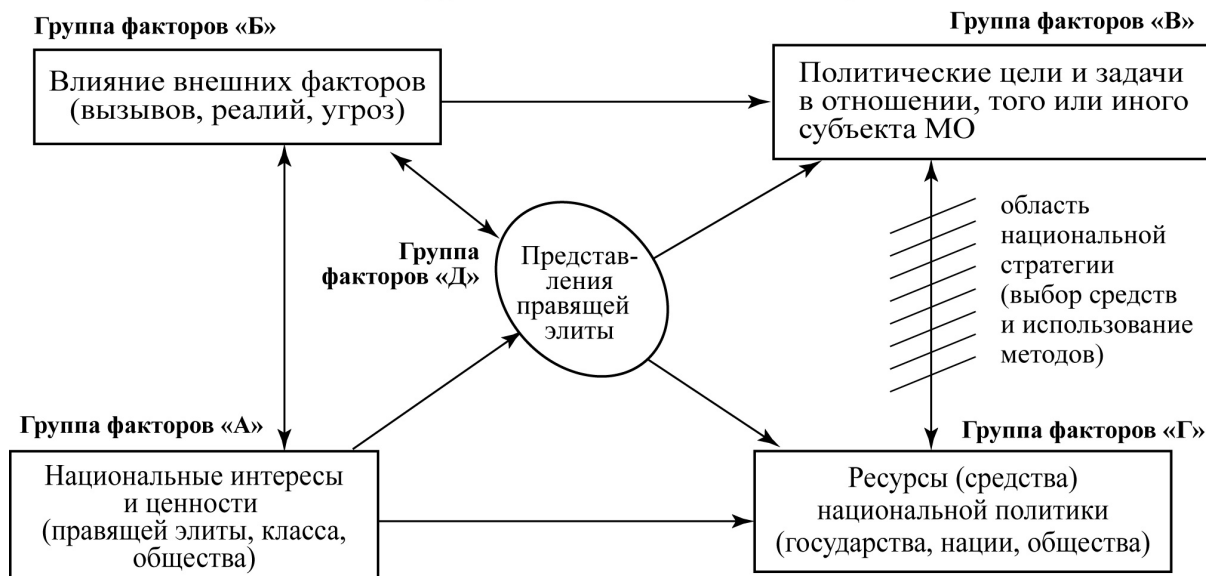 Группа факторов «Б»
Влияние внешних факторов
(вызывов, реалий, угроз)
Группа факторов «В»
Политические цели и задачи
в отношении, того или иного
субъекта МО
Группа
факторов «Д»
Представ-
ления
правящей
элиты
область
национальной
стратегии
(выбор средств
и использование
методов)
Группа факторов «А»
Национальные интересы
и ценности
(правящей элиты, класса,
общества)
Группа факторов «Г»
Ресурсы (средства)
национальной политики
(государства, нации, общества)